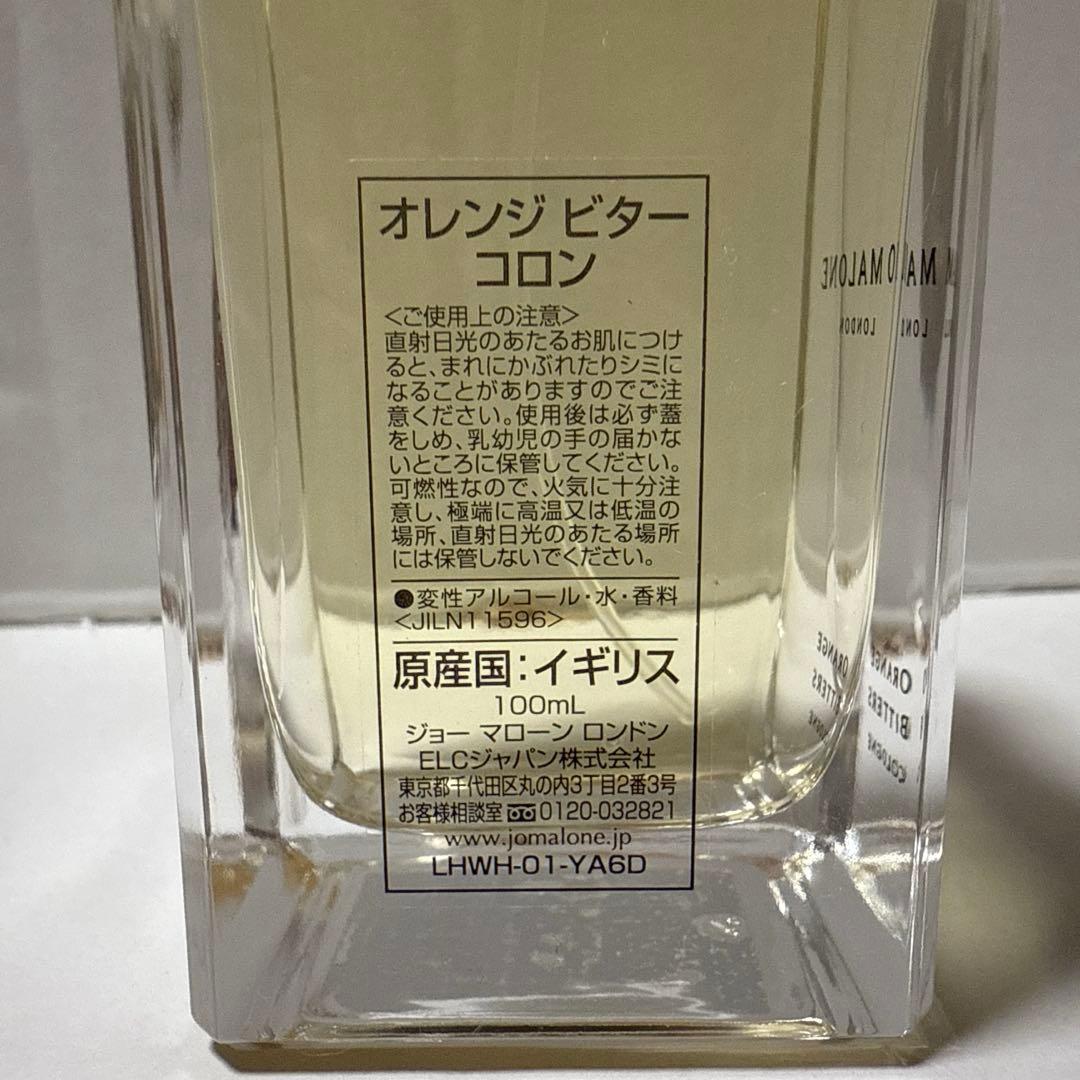 オレンジ ビター
コロン
<ご使用上の注意>
直射日光のあたるお肌につけ
ると、まれにかぶれたりシミに
なることがありますのでご注
意ください。使用後は必ず蓋
をしめ、乳幼児の手の届かな
いところに保管してください。
可燃性なので、火気に十分注
意し、極端に高温又は低温の
場所、直射日光のあたる場所
には保管しないでください。
●変性アルコール・水・香料
<JILN11596>
原産国:イギリス
100mL
ジョー マローン ロンドン
ELCジャパン株式会社
東京都千代田区丸の内3丁目2番3号
お客様相談室 0120-032821
www.jomalone.jp
LHWH-01-YA6D
MALONE
LONDON
ORANGE
BITTERS
COLOGNE